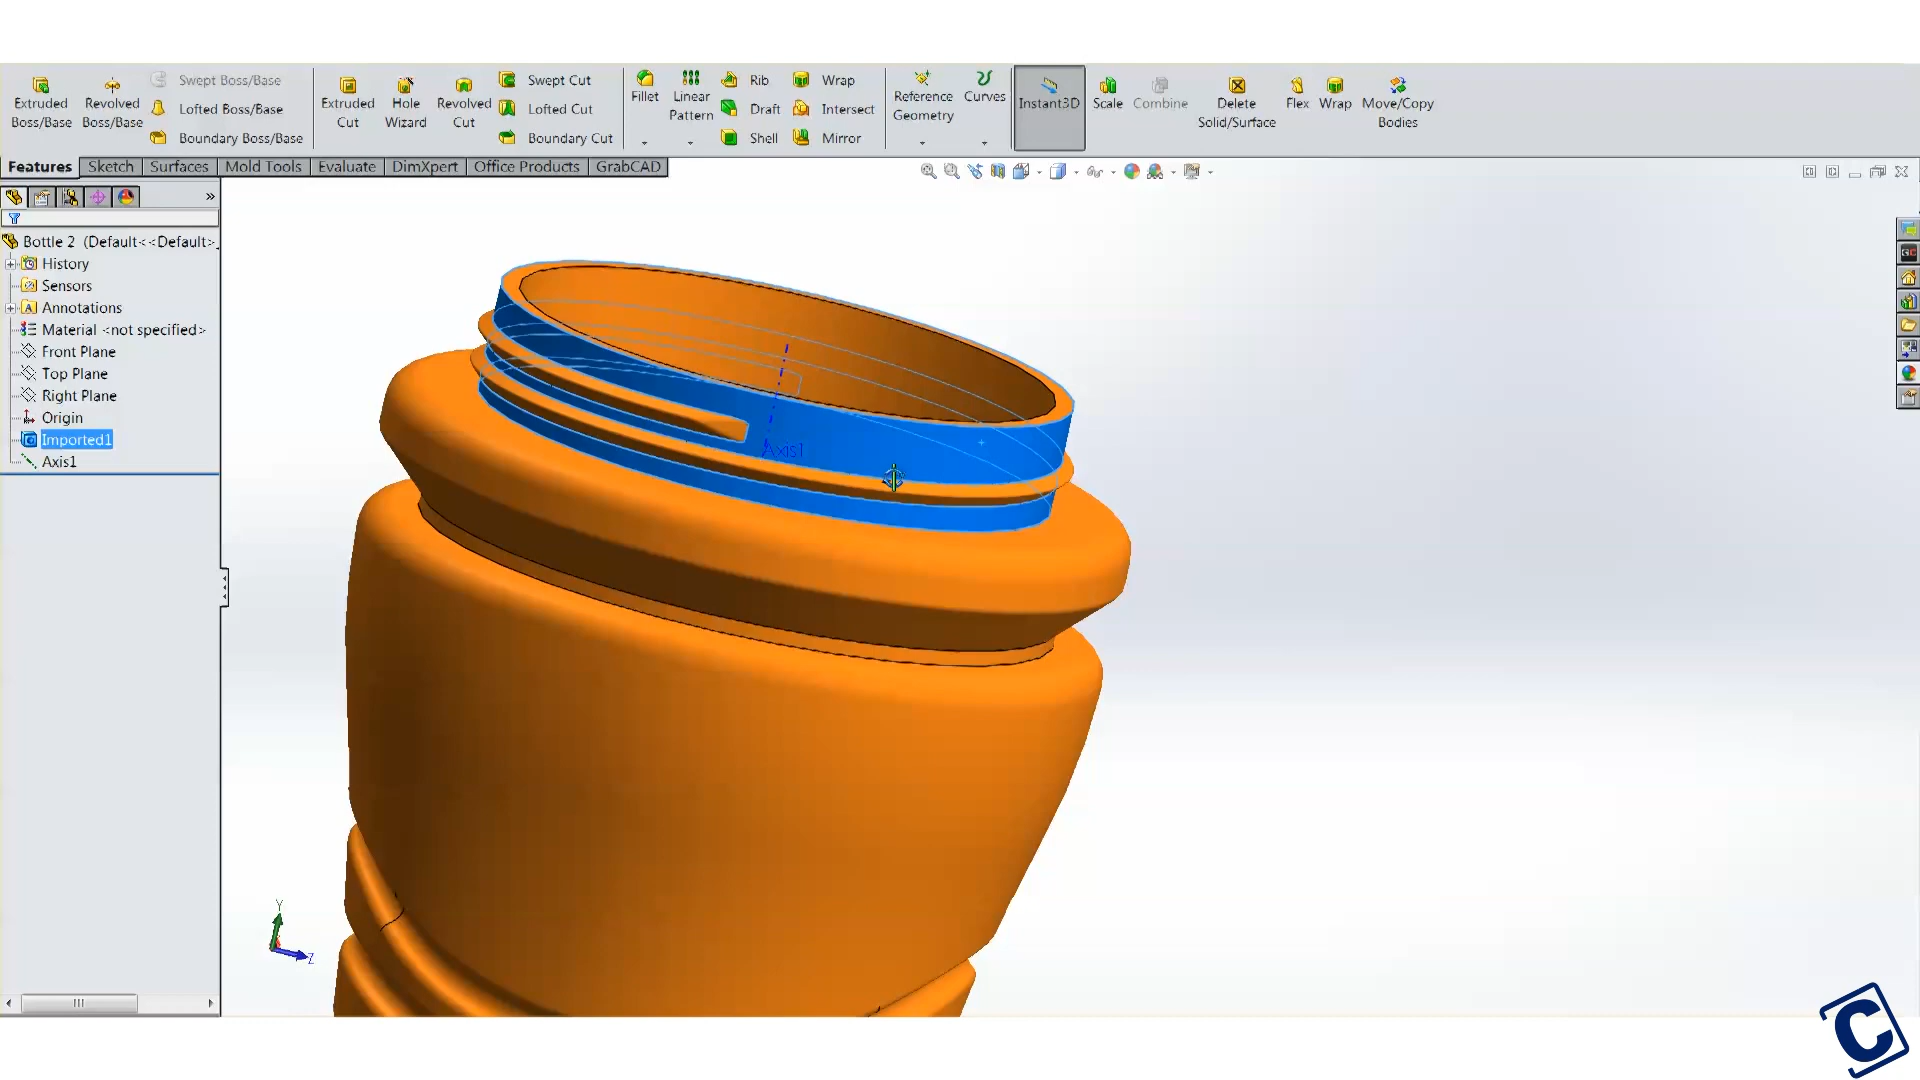 Extruded Boss/Base
Revolved Boss/Base
Swept Boss/Base
Lofted Boss/Base
Boundary Boss/Base
Extruded Cut
Hole Wizard
Revolved Cut
Swept Cut
Lofted Cut
Boundary Cut
Fillet
Linear Pattern
Rib
Draft
Shell
Wrap
Intersect
Mirror
Reference Geometry
Curves
Instant3D
Scale
Combine
Delete Solid/Surface
Flex
Wrap
Move/Copy Bodies
Features
Sketch
Surfaces
Mold Tools
Evaluate
DimXpert
Office Products
GrabCAD
Bottle 2 (Default<<Default>_
History
Sensors
Annotations
Material <not specified>
Front Plane
Top Plane
Right Plane
Origin
Imported1
Axis1
Axis1
Y
Z
C